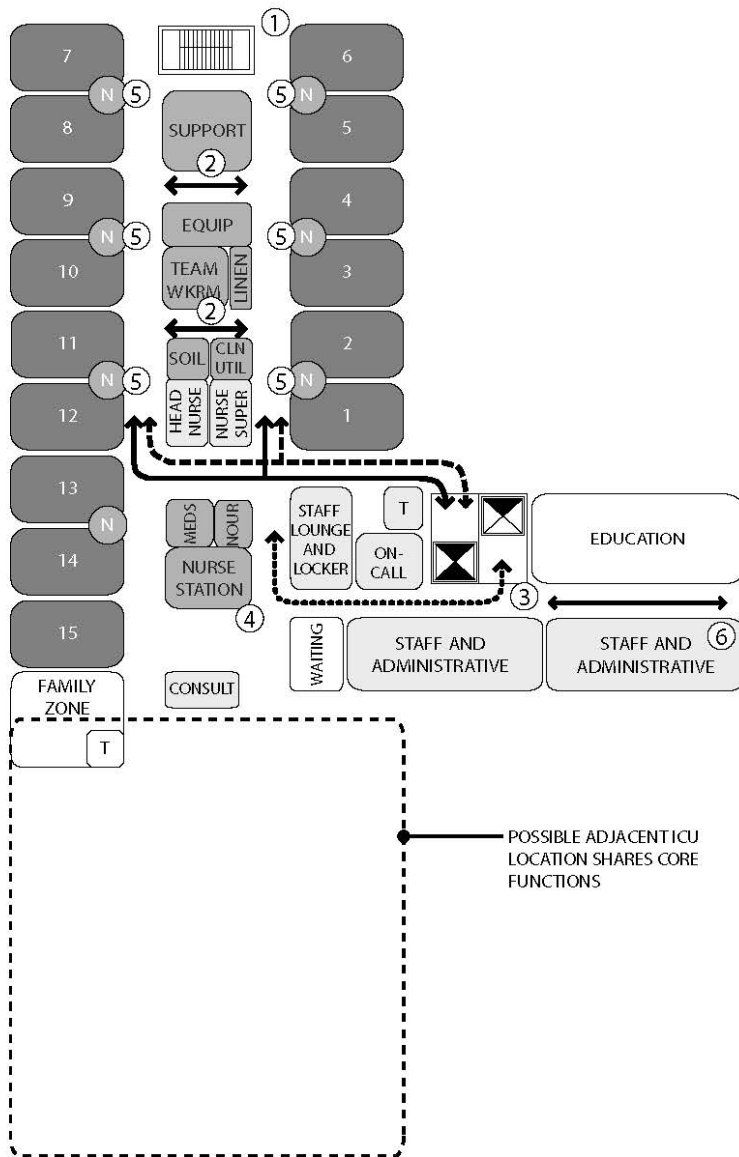 1
7
6
N
5
5
N
8
SUPPORT
5
2
9
4
EQUIP
N
5
5
N
10
TEAM
WKRM
LINEN
3
2
11
SOIL
CLN
UTIL
2
N
5
5
N
12
HEAD
NURSE
NURSE
SUPER
1
13
MEDS
NOUR
STAFF
LOUNGE
AND
LOCKER
T
EDUCATION
N
14
NURSE
STATION
ON-
CALL
3
4
15
WAITING
STAFF AND
ADMINISTRATIVE
STAFF AND
ADMINISTRATIVE
6
FAMILY
ZONE
CONSULT
T
POSSIBLE ADJACENT ICU
LOCATION SHARES CORE
FUNCTIONS